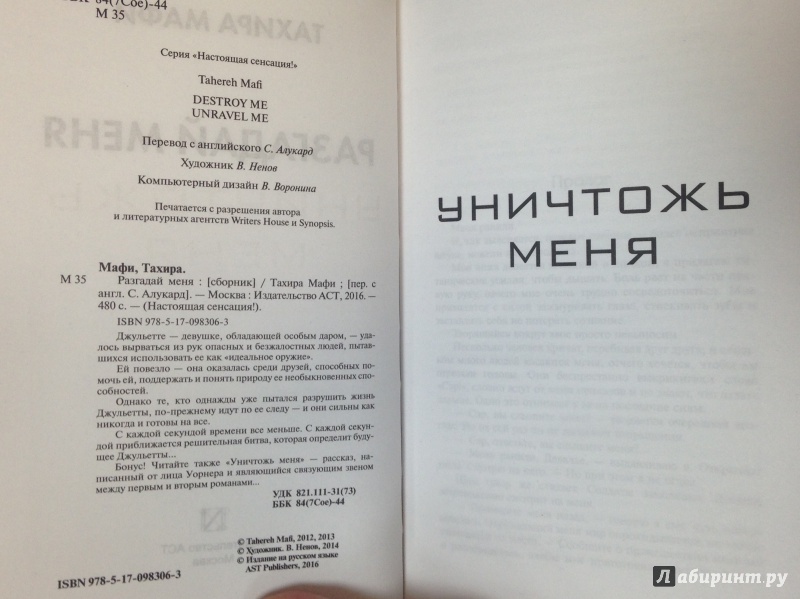 ББК 84(7Сое)-44
М 35
Серия «Настоящая сенсация!»
Tahereh Mafi
DESTROY ME
UNRAVEL ME
Перевод с английского С. Алукард
Художник В. Ненов
Компьютерный дизайн В. Воронина
Печатается с разрешения автора
и литературных агентств Writers House и Synopsis.
Мафи, Тахира.
М 35 Разгадай меня : [сборник] / Тахира Мафи ; [пер. с
англ. С. Алукард]. — Москва : Издательство АСТ, 2016. —
480 с. — (Настоящая сенсация!).
ISBN 978-5-17-098306-3
Джульетте — девушке, обладающей особым даром, — уда-
лось вырваться из рук опасных и безжалостных людей, пытав-
шихся использовать ее как «идеальное оружие».
Ей повезло — она оказалась среди друзей, способных по-
мочь ей, поддержать и понять природу ее необыкновенных спо-
собностей.
Однако те, кто однажды уже пытался разрушить жизнь
Джульетты, по-прежнему идут по ее следу — и они сильны как
никогда и готовы на все.
С каждой секундой времени все меньше. С каждой секун-
дой приближается решительная битва, которая определит буду-
щее Джульетты...
Бонус! Читайте также «Уничтожь меня» — рассказ, на-
писанный от лица Уорнера и являющийся связующим звеном
между первым и вторым романами...
УДК 821.111-31(73)
ББК 84(7Сое)-44
© Tahereh Mafi, 2012, 2013
© Художник. В. Ненов, 2014
© Издание на русском языке
AST Publishers, 2016
ISBN 978-5-17-098306-3
УНИЧТОЖЬ
МЕНЯ
Лабиринт.ру